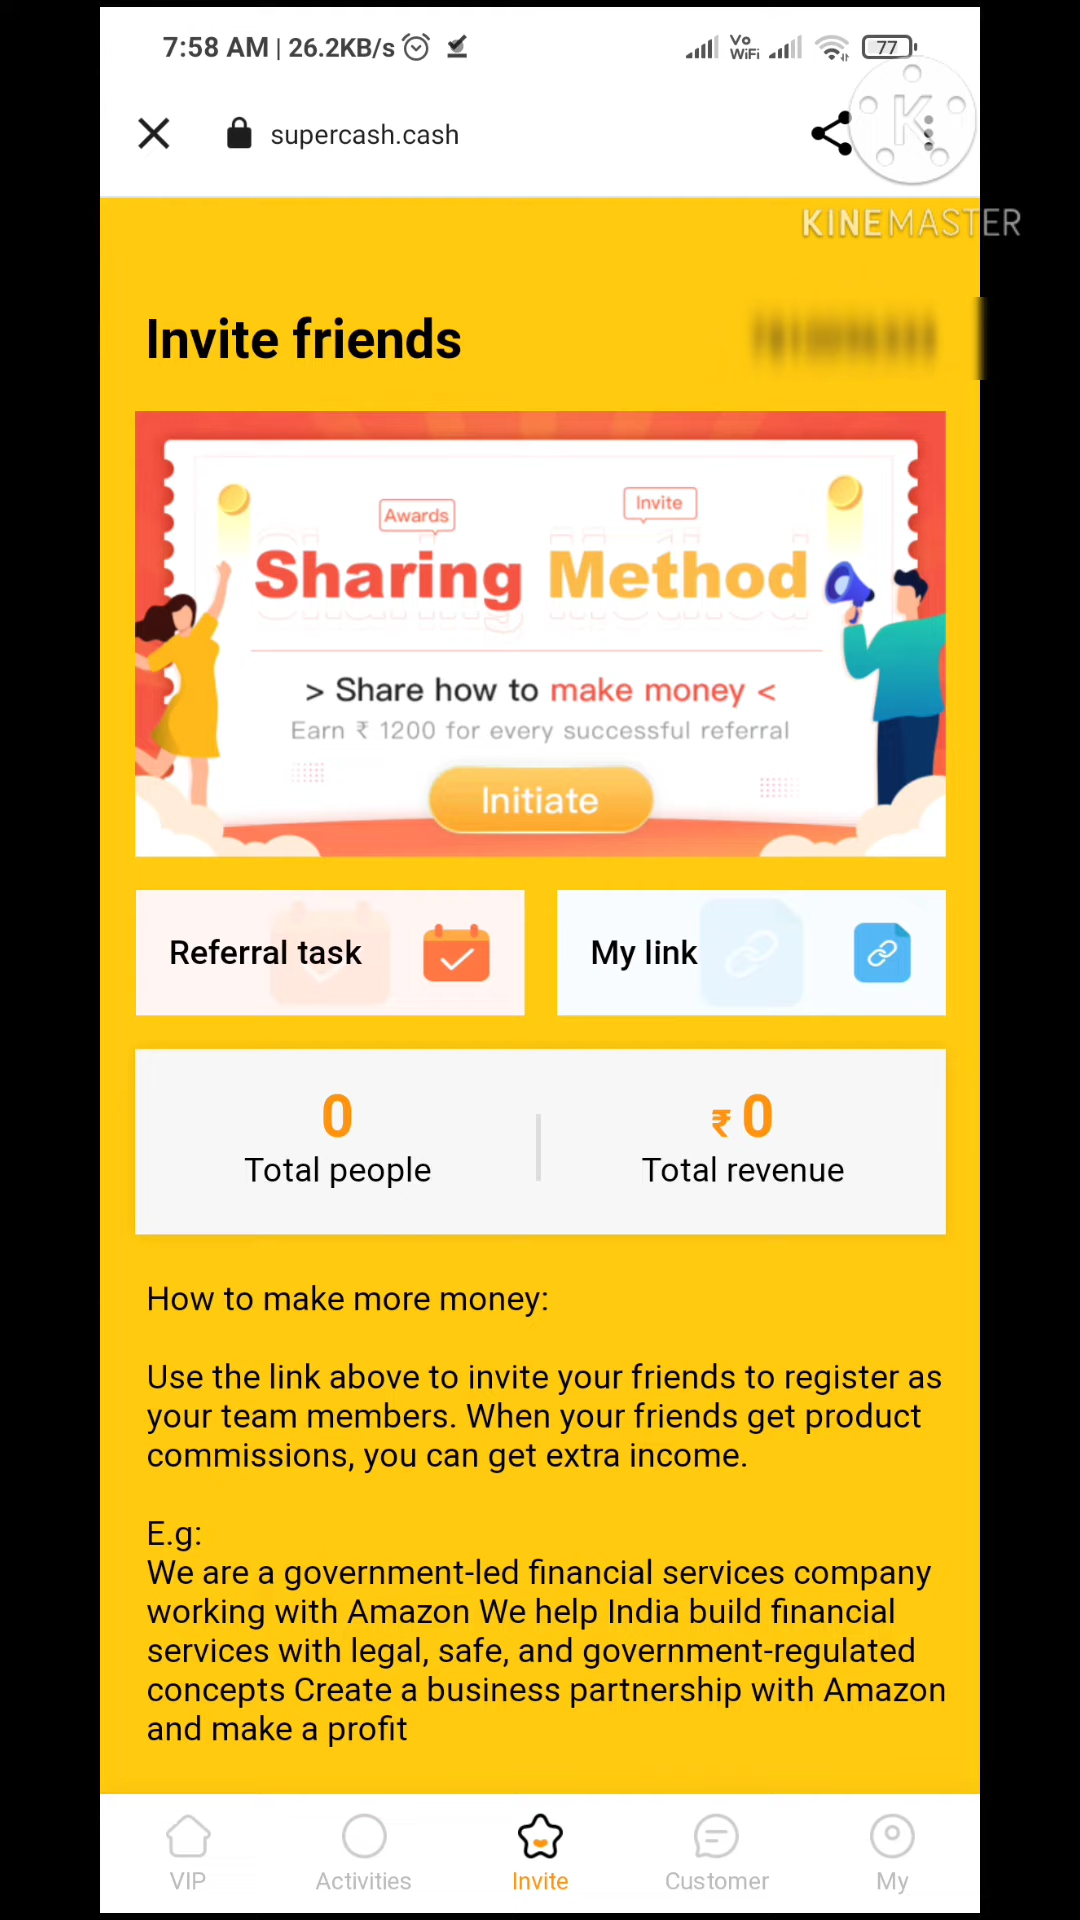 7:58 AM | 26.2KB/s
Vo
WiFi
77
supercash.cash
K
KINEMASTER
Invite friends
Awards
Invite
Sharing Method
> Share how to make money <
Earn ₹ 1200 for every successful referral
Initiate
Referral task
My link
0
₹ 0
Total people
Total revenue
How to make more money:
Use the link above to invite your friends to register as
your team members. When your friends get product
commissions, you can get extra income.
E.g:
We are a government-led financial services company
working with Amazon We help India build financial
services with legal, safe, and government-regulated
concepts Create a business partnership with Amazon
and make a profit
VIP
Activities
Invite
Customer
My